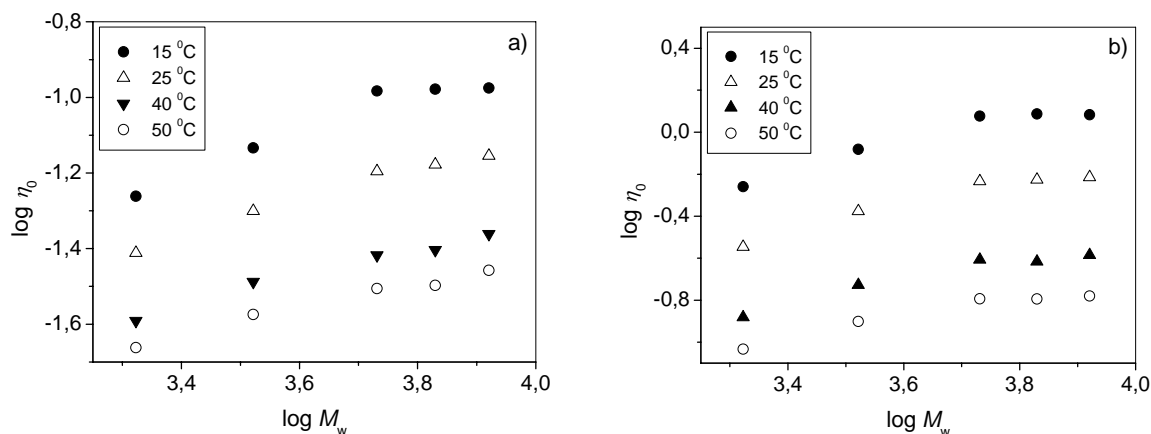 a)
15 ⁰C
25 ⁰C
40 ⁰C
50 ⁰C
-0,8
-1,0
-1,2
-1,4
-1,6
log η₀
3,4
3,6
3,8
4,0
log M_w
b)
15 ⁰C
25 ⁰C
40 ⁰C
50 ⁰C
0,4
0,0
-0,4
-0,8
log η₀
3,4
3,6
3,8
4,0
log M_w